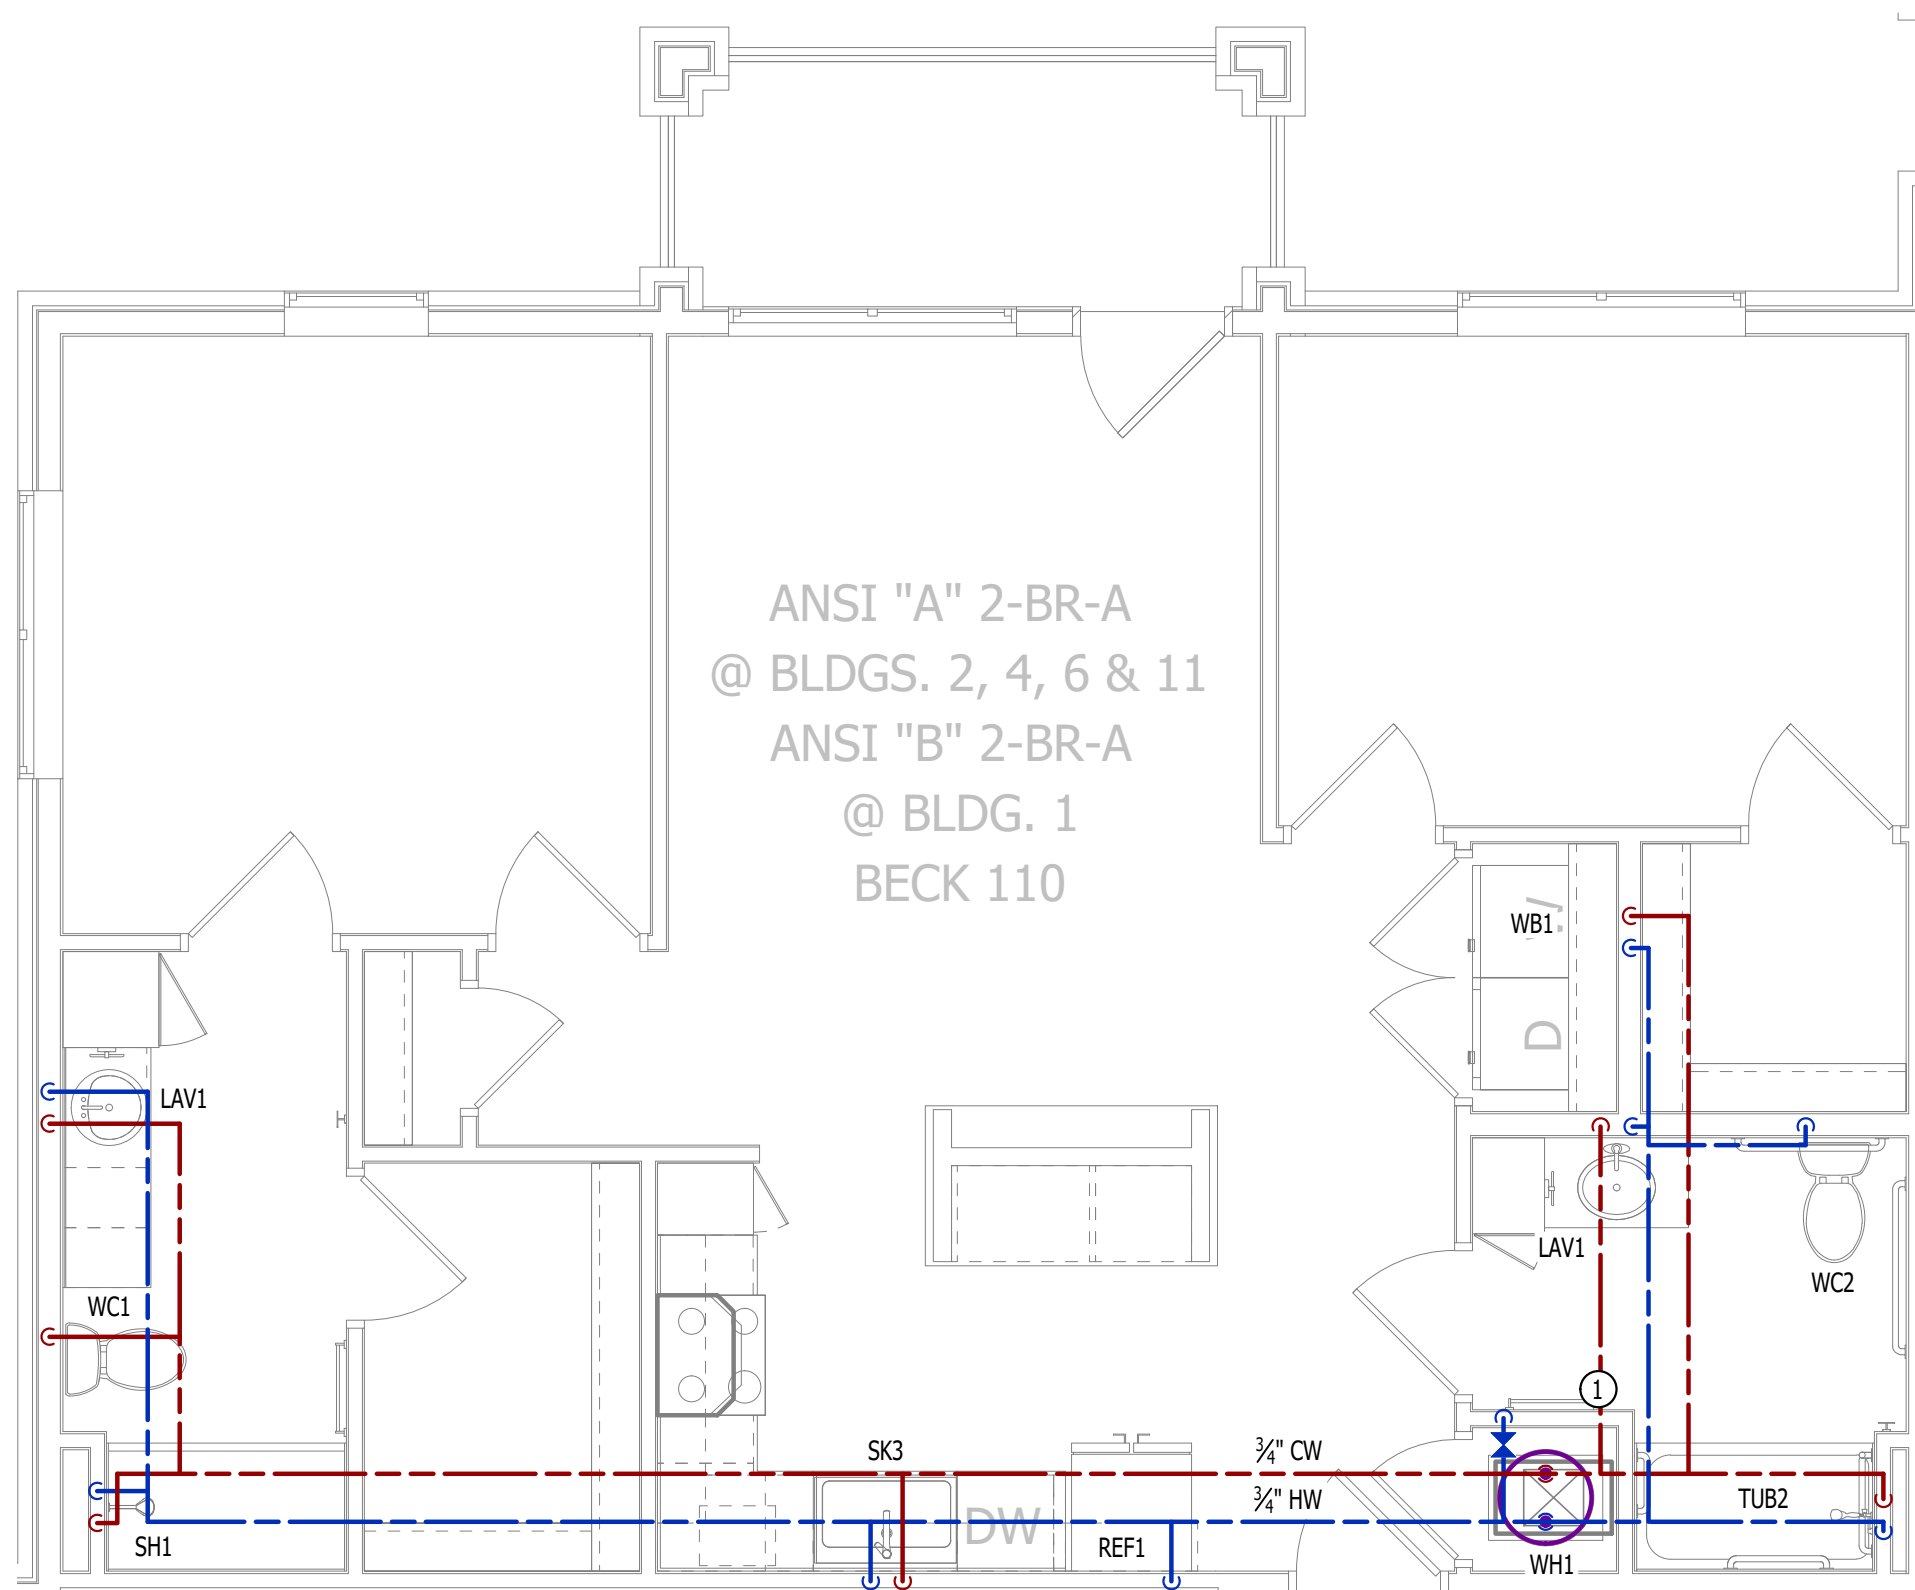 ANSI "A" 2-BR-A
@ BLDGS. 2, 4, 6 & 11
ANSI "B" 2-BR-A
@ BLDG. 1
BECK 110
WB1
D
LAV1
LAV1
WC2
WC1
1
SK3
¾" CW
¾" HW
TUB2
DW
SH1
REF1
WH1